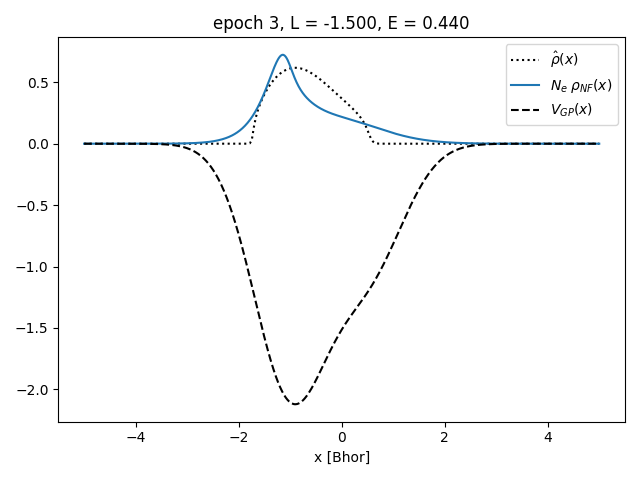 epoch 3, L = -1.500, E = 0.440
ρ̂(x)
N_e ρ_NF(x)
V_GP(x)
0.5
0.0
−0.5
−1.0
−1.5
−2.0
−4 −2 0 2 4
x [Bhor]